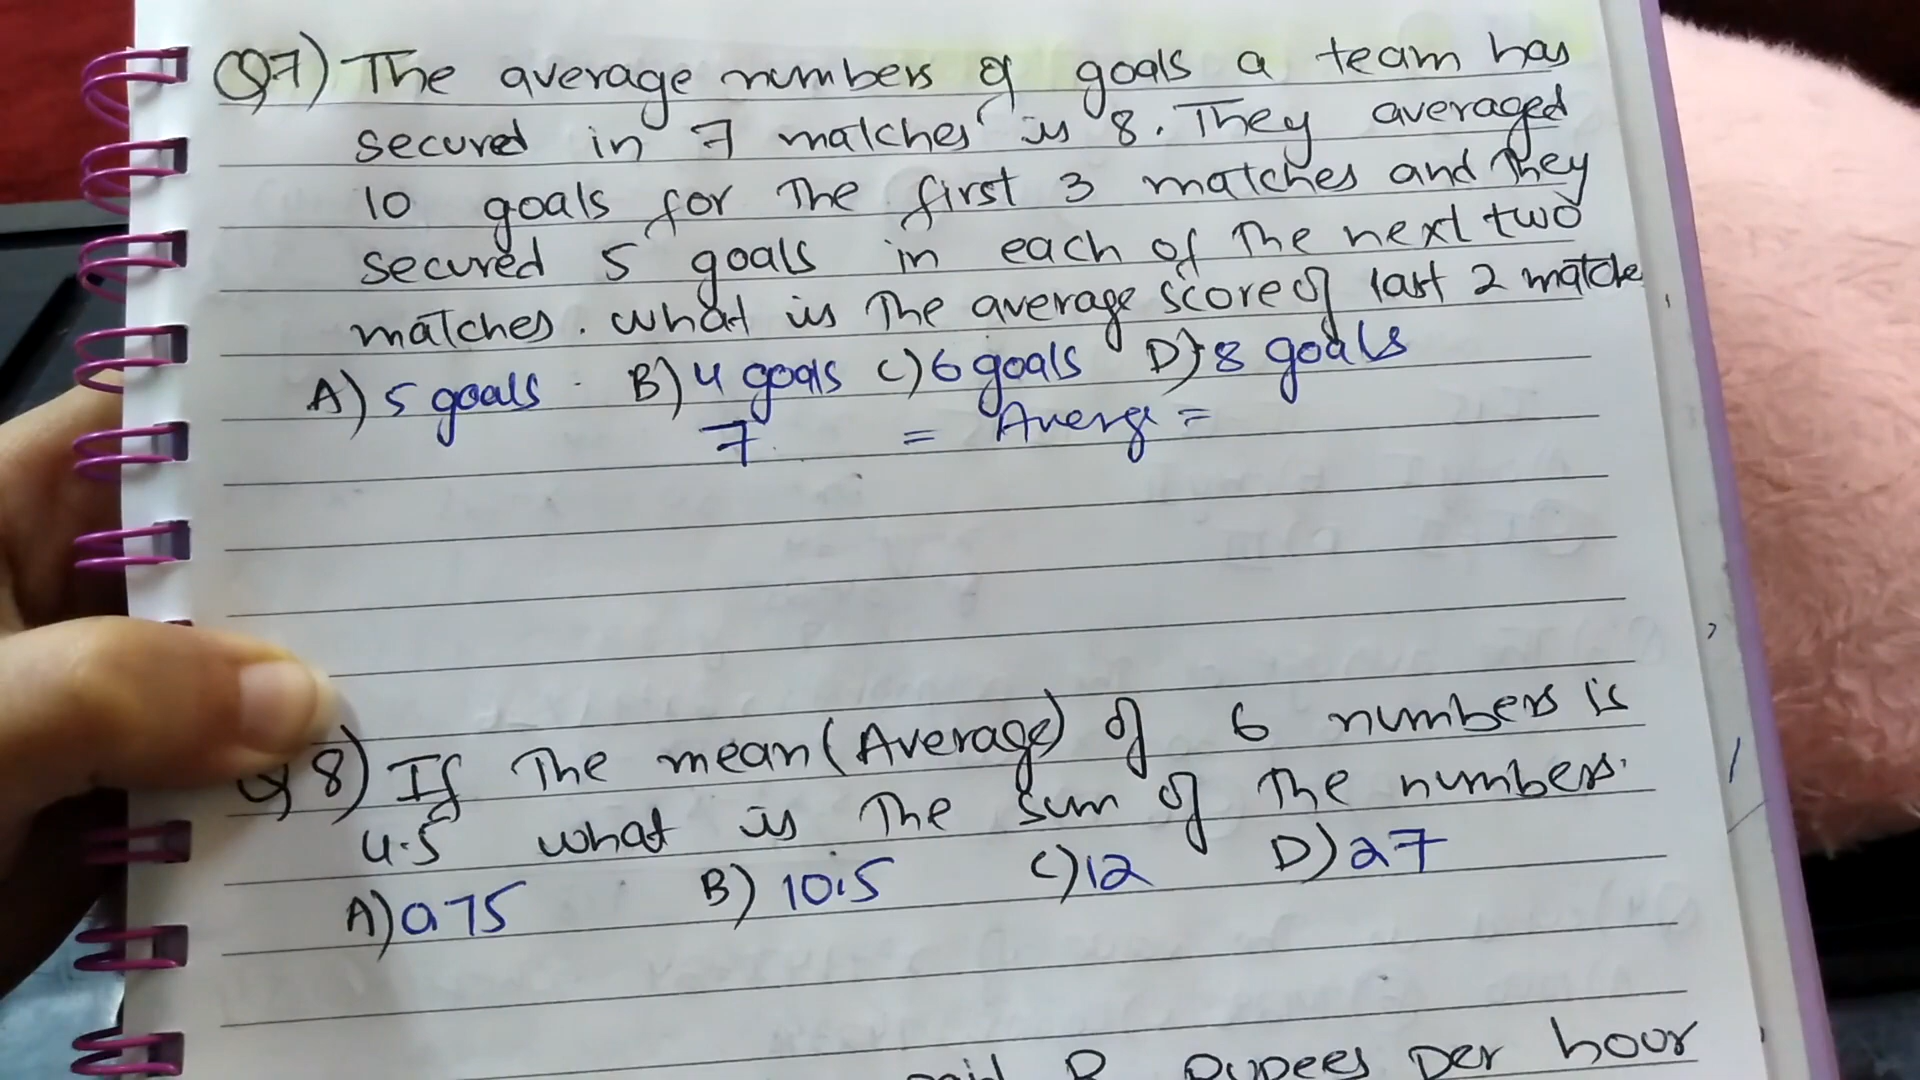 Q7) The average numbers of goals a team has
secured in 7 matches is 8. They averaged
10 goals for The first 3 matches and They
secured 5 goals in each of The next two
matches. what is The average score of last 2 matche
A) 5 goals B) 4 goals C) 6 goals D) 8 goals
7 = Averg =
Q8) If The mean (Average) of 6 numbers is
4.5 what is The sum of The numbers.
A) 0.75 B) 10.5 C) 12 D) 27
Rupees Per hour